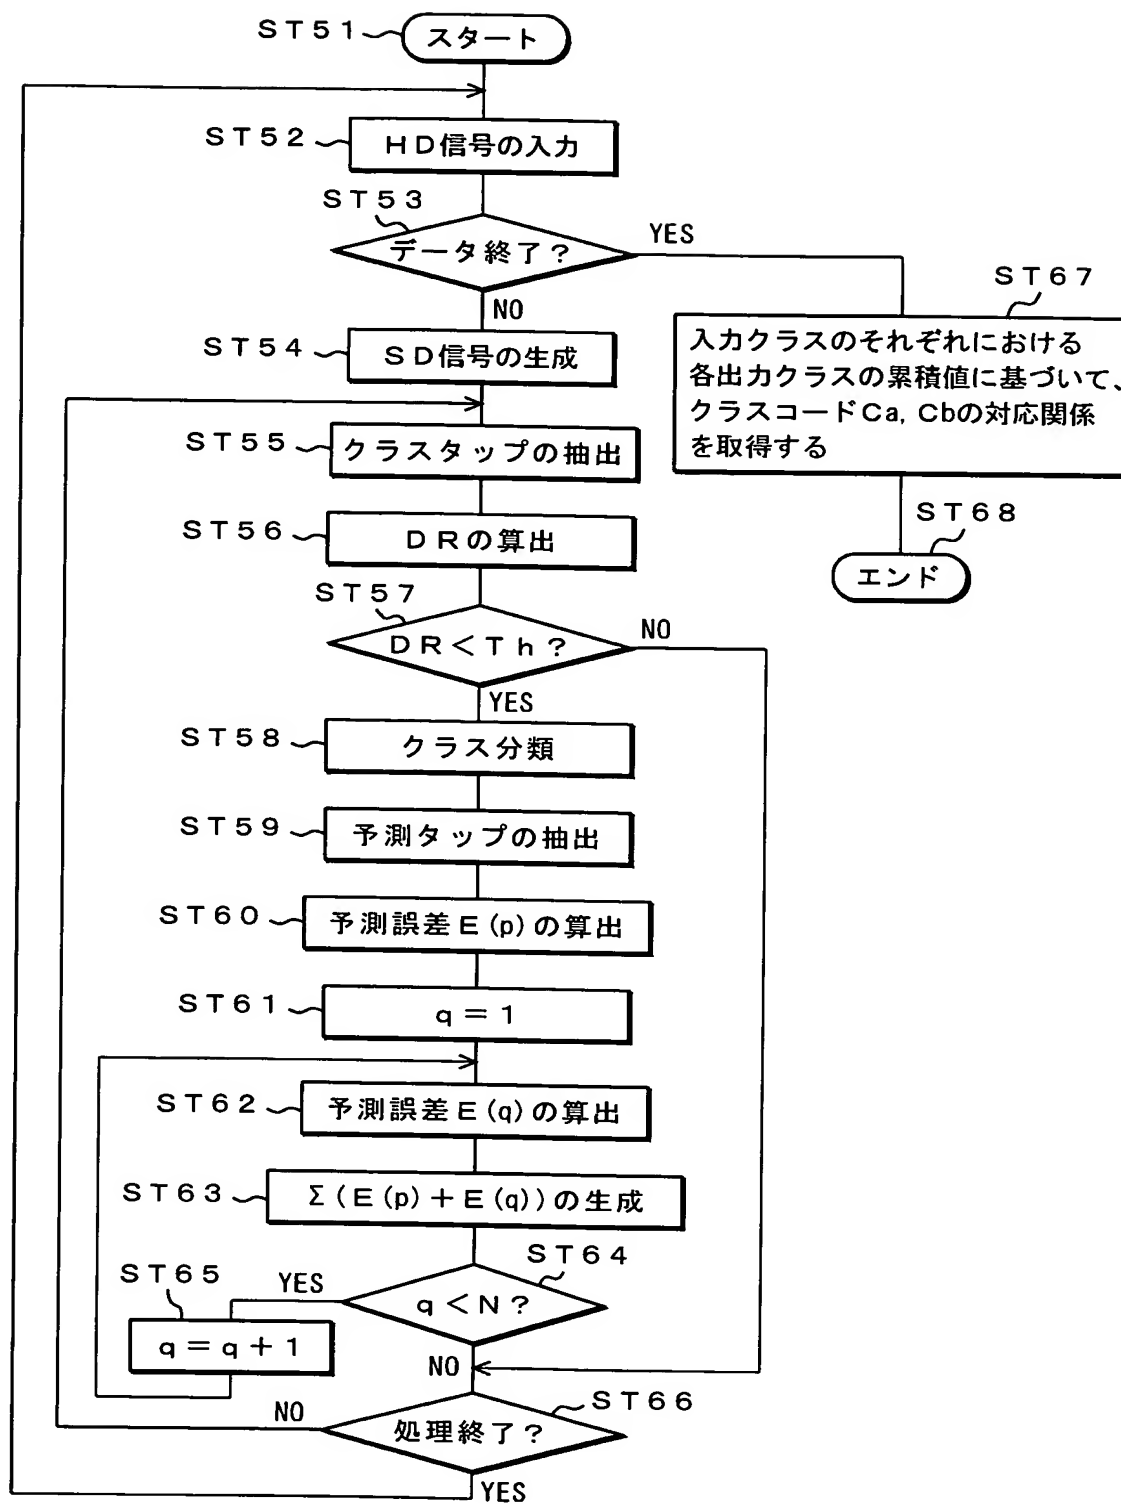 ST51
スタート
ST52
HD信号の入力
ST53
データ終了?
YES
NO
ST67
入力クラスのそれぞれにおける
各出力クラスの累積値に基づいて、
クラスコードCa, Cbの対応関係
を取得する
ST54
SD信号の生成
ST55
クラスタップの抽出
ST68
エンド
ST56
DRの算出
ST57
DR<Th?
NO
YES
ST58
クラス分類
ST59
予測タップの抽出
ST60
予測誤差E(p)の算出
ST61
q=1
ST62
予測誤差E(q)の算出
ST63
Σ(E(p)+E(q))の生成
ST64
q<N?
YES
ST65
q=q+1
NO
ST66
処理終了?
NO
YES